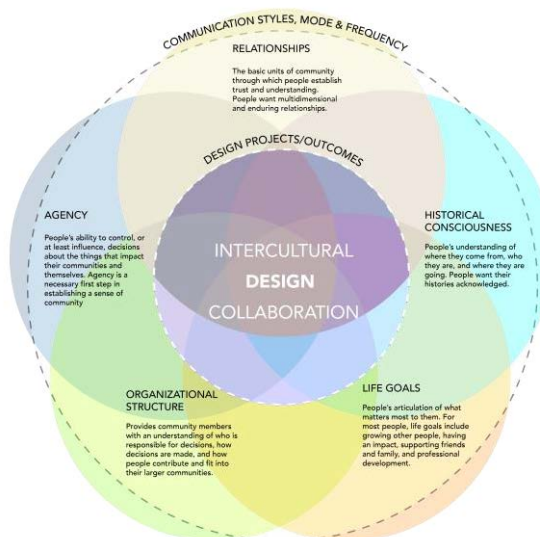 COMMUNICATION STYLES, MODE & FREQUENCY
RELATIONSHIPS
The basic units of community
through which people establish
trust and understanding.
Poeple want multidimensional
and enduring relationships.
DESIGN PROJECTS/OUTCOMES
AGENCY
People's ability to control, or
at least influence, decisions
about the things that impact
their communities and
themselves. Agency is a
necessary first step in
establishing a sense of
community
HISTORICAL
CONSCIOUSNESS
People's understanding of
where they come from, who
they are, and where they are
going. People want their
histories acknowledged.
INTERCULTURAL
DESIGN
COLLABORATION
ORGANIZATIONAL
STRUCTURE
Provides community members
with an understanding of who is
responsible for decisions, how
decisions are made, and how
people contribute and fit into
their larger communities.
LIFE GOALS
People's articulation of what
matters most to them. For
most people, life goals include
growing other people, having
an impact, supporting friends
and family, and professional
development.